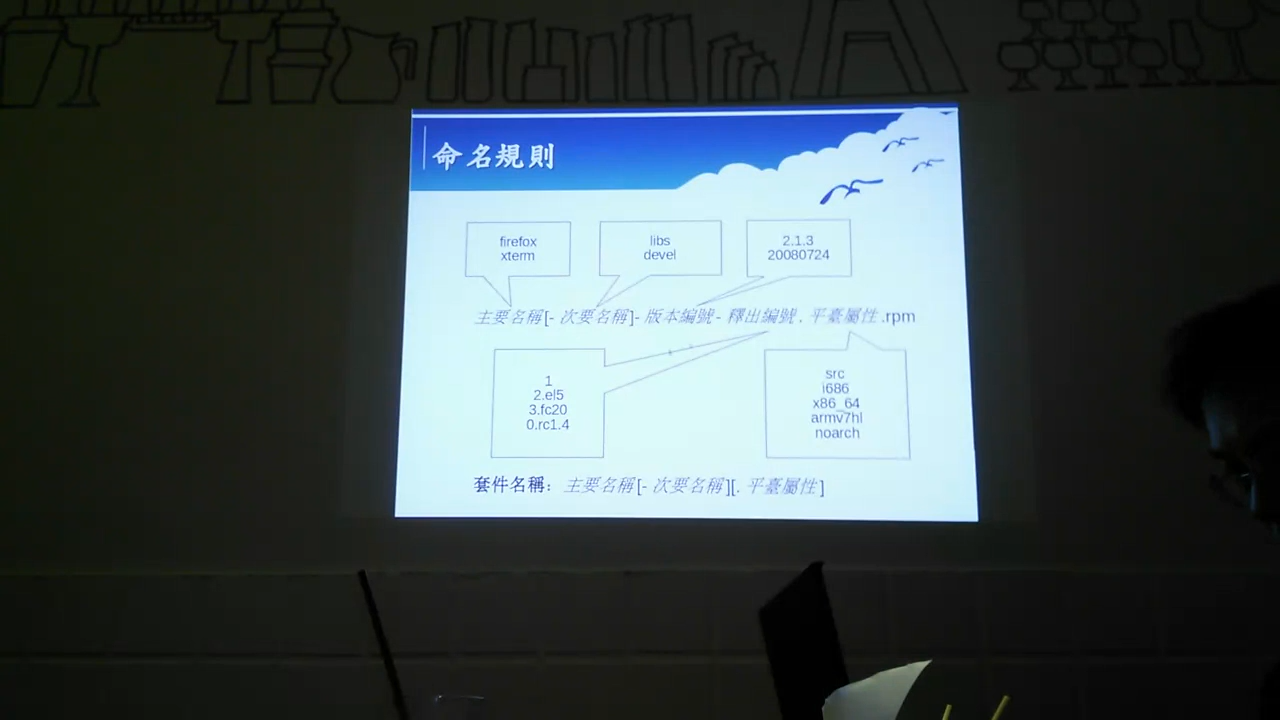 命名規則
firefox
xterm
libs
devel
2.1.3
20080724
主要名稱[- 次要名稱]- 版本編號- 釋出編號 . 平臺屬性 .rpm
1
2.el5
3.fc20
0.rc1.4
src
i686
x86_64
armv7hl
noarch
套件名稱： 主要名稱[- 次要名稱][. 平臺屬性]